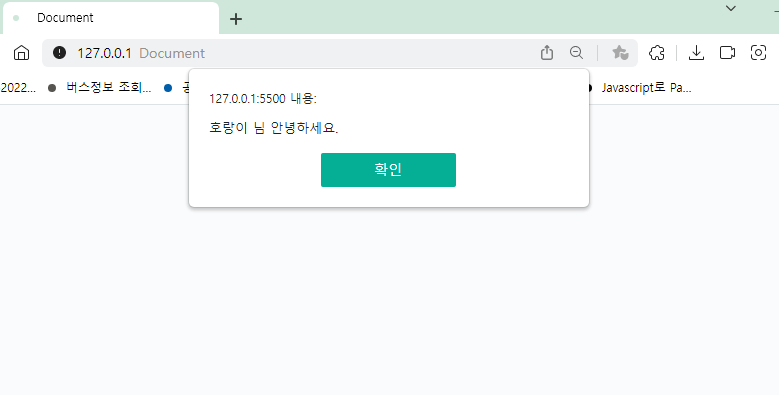 Document
127.0.0.1 Document
2022... 버스정보 조회... Javascript로 Pa...
127.0.0.1:5500 내용:
호랑이 님 안녕하세요.
확인